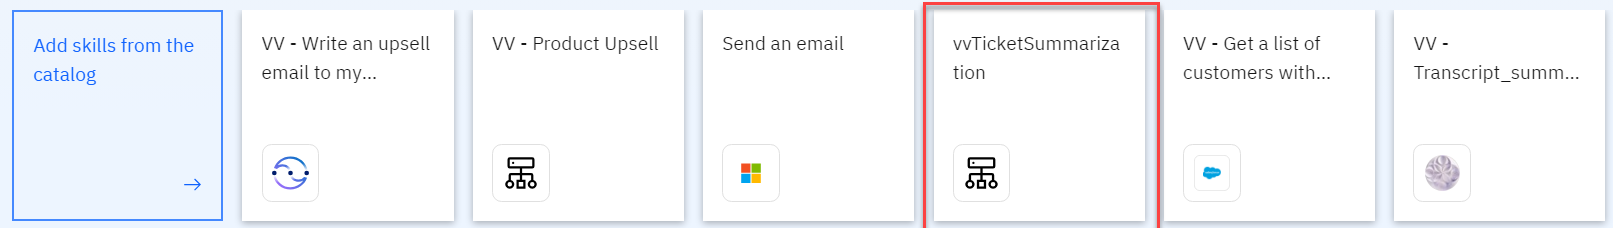 Add skills from the
catalog
VV - Write an upsell
email to my...
VV - Product Upsell
Send an email
vvTicketSummariza
tion
VV - Get a list of
customers with...
VV -
Transcript_summ...